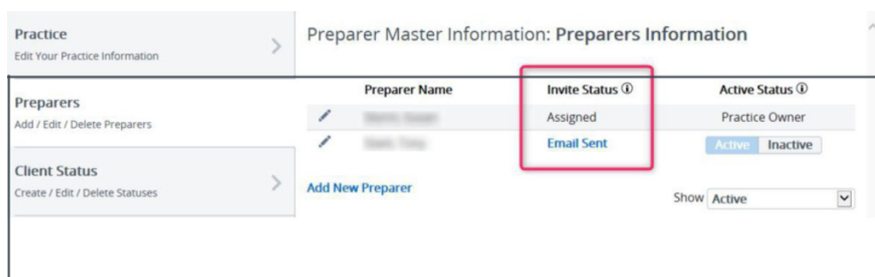 Practice
Edit Your Practice Information
Preparers
Add / Edit / Delete Preparers
Client Status
Create / Edit / Delete Statuses
Preparer Master Information: Preparers Information
Preparer Name Invite Status Active Status
Assigned Practice Owner
Email Sent Active Inactive
Add New Preparer
Show Active